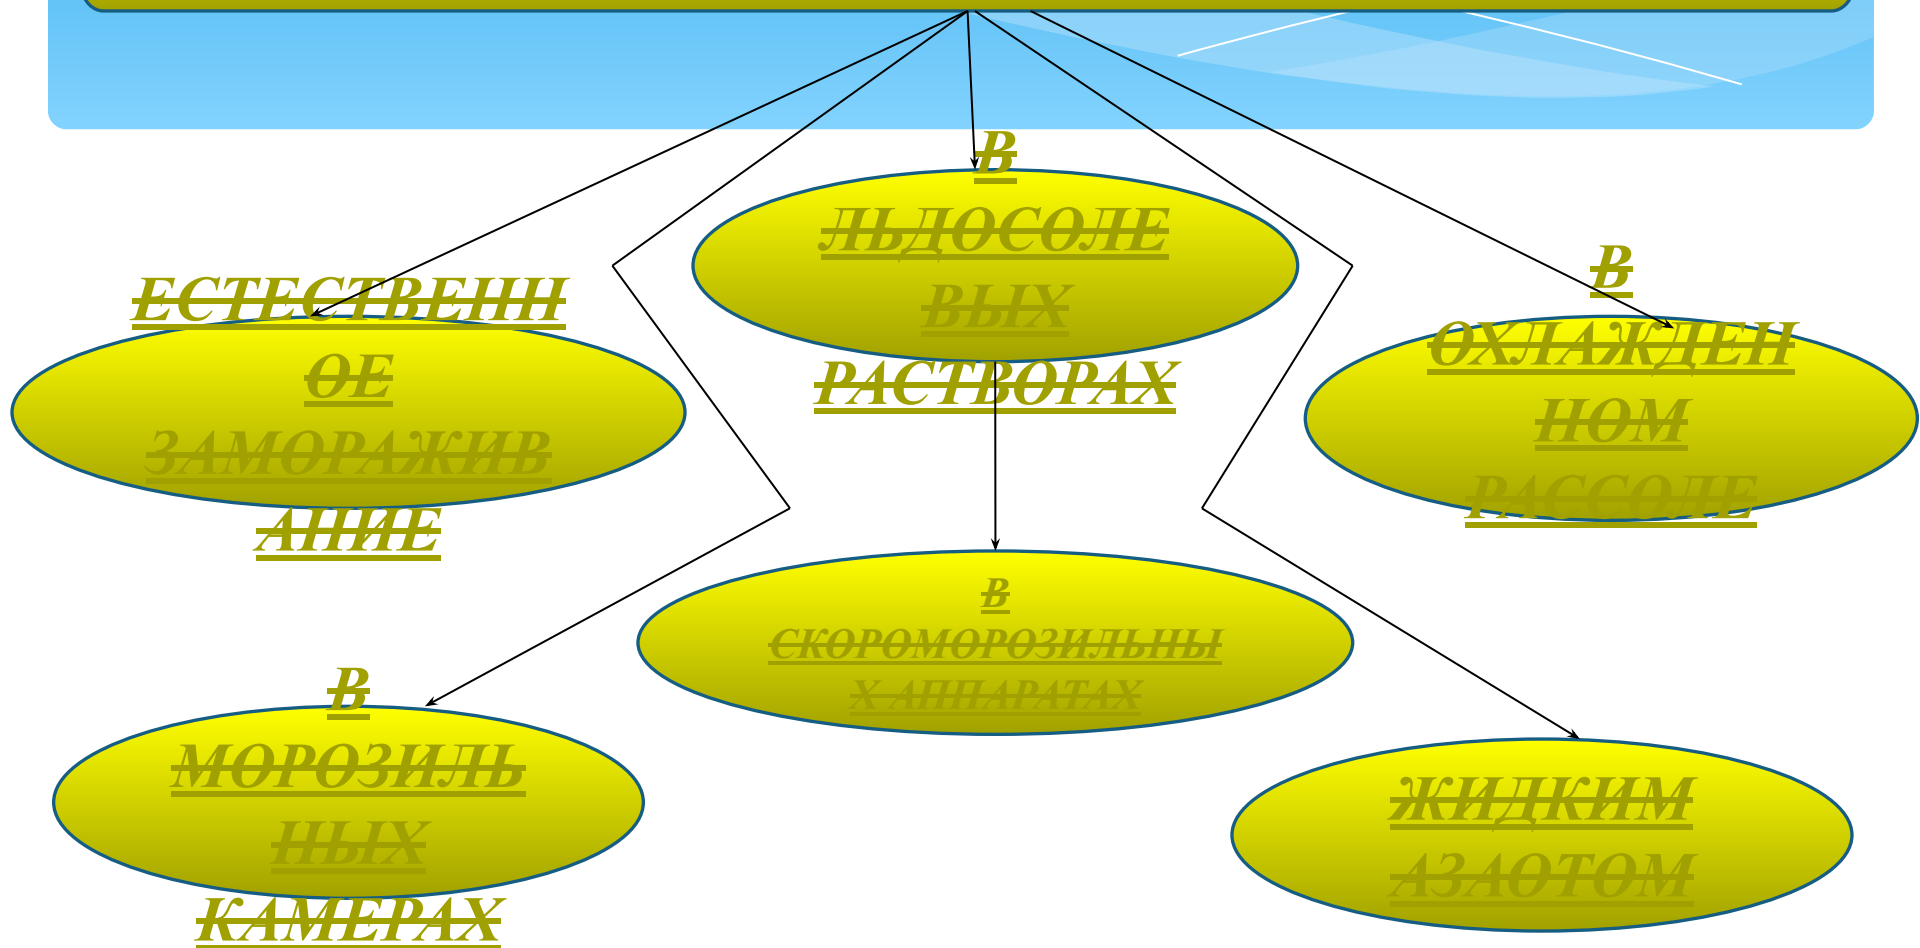 ЕСТЕСТВЕНН
ОЕ
ЗАМОРАЖИВ
АНИЕ
В
ЛЬДОСОЛЕ
ВЫХ
РАСТВОРАХ
В
ОХЛАЖДЕН
НОМ
РАССОЛЕ
В
МОРОЗИЛЬ
НЫХ
КАМЕРАХ
В
СКОРОМОРОЗИЛЬНЫ
Х АППАРАТАХ
ЖИДКИМ
АЗАОТОМ